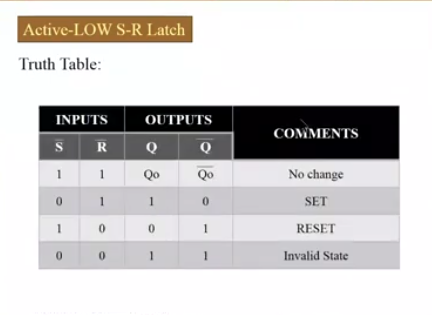 Active-LOW S-R Latch
Truth Table:
INPUTS OUTPUTS COMMENTS
S̅ R̅ Q Q̅
1 1 Qo Q̅o̅ No change
0 1 1 0 SET
1 0 0 1 RESET
0 0 1 1 Invalid State